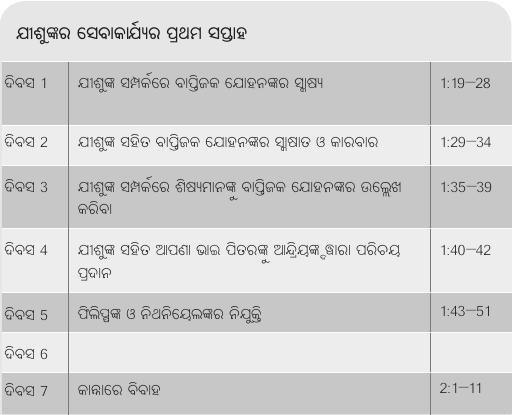 ଯୀଶୁଙ୍କର ସେବାକାର୍ଯ୍ୟର ପ୍ରଥମ ସପ୍ତାହ
ଦିବସ 1 ଯୀଶୁଙ୍କ ସମ୍ପର୍କରେ ବାପ୍ତିଜକ ଯୋହନଙ୍କର ସାକ୍ଷ୍ୟ 1:19—28
ଦିବସ 2 ଯୀଶୁଙ୍କ ସହିତ ବାପ୍ତିଜକ ଯୋହନଙ୍କର ସାକ୍ଷାତ ଓ କାରବାର 1:29—34
ଦିବସ 3 ଯୀଶୁଙ୍କ ସମ୍ପର୍କରେ ଶିଷ୍ୟମାନଙ୍କୁ ବାପ୍ତିଜକ ଯୋହନଙ୍କର ଉଲ୍ଲେଖ 1:35—39
କରିବା
ଦିବସ 4 ଯୀଶୁଙ୍କ ସହିତ ଆପଣା ଭାଇ ପିତରଙ୍କୁ ଆନ୍ଦ୍ରିୟଙ୍କ ଦ୍ୱାରା ପରିଚୟ 1:40—42
ପ୍ରଦାନ
ଦିବସ 5 ଫିଲିପ୍ପଙ୍କ ଓ ନିଥନିୟେଲଙ୍କର ନିଯୁକ୍ତି 1:43—51
ଦିବସ 6
ଦିବସ 7 କାନ୍ନାରେ ବିବାହ 2:1—11